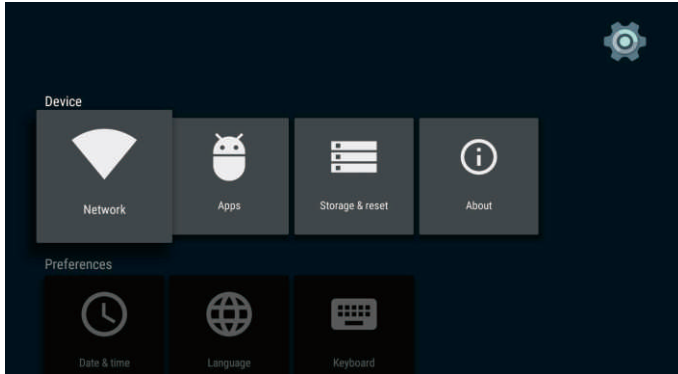 Device
Network
Apps
Storage & reset
About
Preferences
Date & time
Language
Keyboard